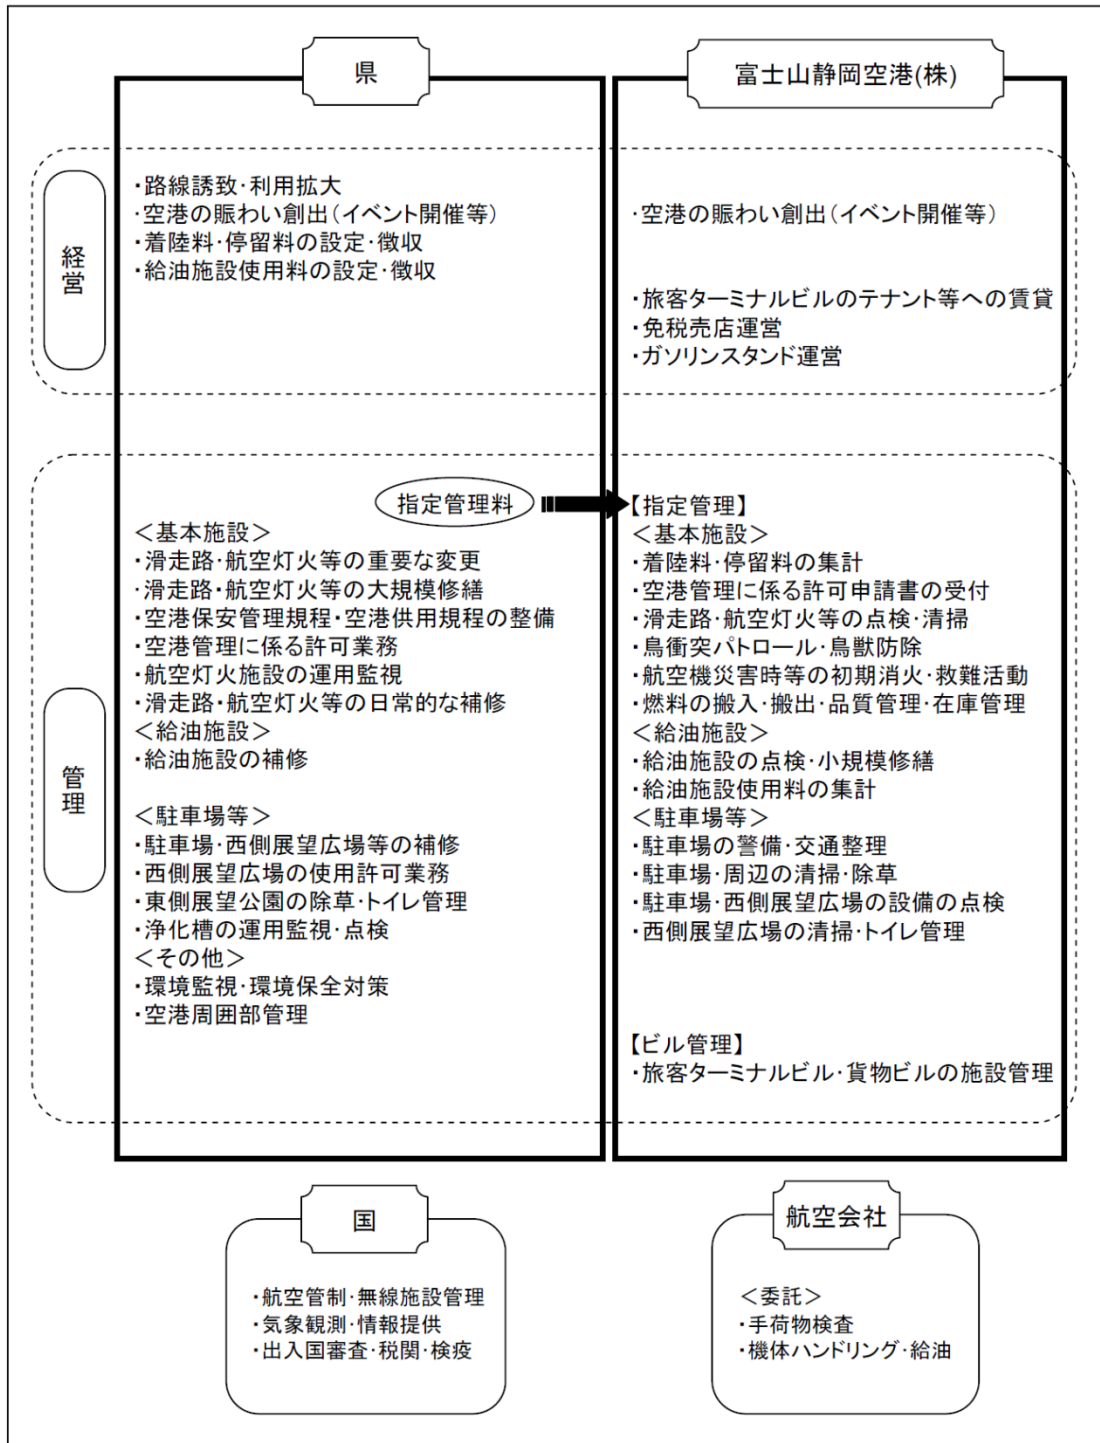 県
富士山静岡空港(株)
経営
・路線誘致・利用拡大
・空港の賑わい創出(イベント開催等)
・着陸料・停留料の設定・徴収
・給油施設使用料の設定・徴収
・空港の賑わい創出(イベント開催等)
・旅客ターミナルビルのテナント等への賃貸
・免税売店運営
・ガソリンスタンド運営
管理
指定管理料
<基本施設>
・滑走路・航空灯火等の重要な変更
・滑走路・航空灯火等の大規模修繕
・空港保安管理規程・空港供用規程の整備
・空港管理に係る許可業務
・航空灯火施設の運用監視
・滑走路・航空灯火等の日常的な補修
<給油施設>
・給油施設の補修
<駐車場等>
・駐車場・西側展望広場等の補修
・西側展望広場の使用許可業務
・東側展望公園の除草・トイレ管理
・浄化槽の運用監視・点検
<その他>
・環境監視・環境保全対策
・空港周囲部管理
【指定管理】
<基本施設>
・着陸料・停留料の集計
・空港管理に係る許可申請書の受付
・滑走路・航空灯火等の点検・清掃
・鳥衝突パトロール・鳥獣防除
・航空機災害時等の初期消火・救難活動
・燃料の搬入・搬出・品質管理・在庫管理
<給油施設>
・給油施設の点検・小規模修繕
・給油施設使用料の集計
<駐車場等>
・駐車場の警備・交通整理
・駐車場・周辺の清掃・除草
・駐車場・西側展望広場の設備の点検
・西側展望広場の清掃・トイレ管理
【ビル管理】
・旅客ターミナルビル・貨物ビルの施設管理
国
・航空管制・無線施設管理
・気象観測・情報提供
・出入国審査・税関・検疫
航空会社
<委託>
・手荷物検査
・機体ハンドリング・給油